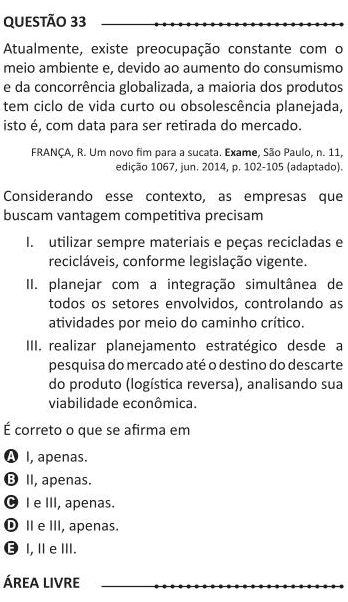 QUESTÃO 33
Atualmente, existe preocupação constante com o
meio ambiente e, devido ao aumento do consumismo
e da concorrência globalizada, a maioria dos produtos
tem ciclo de vida curto ou obsolescência planejada,
isto é, com data para ser retirada do mercado.
FRANÇA, R. Um novo fim para a sucata. Exame, São Paulo, n. 11,
edição 1067, jun. 2014, p. 102-105 (adaptado).
Considerando esse contexto, as empresas que
buscam vantagem competitiva precisam
I. utilizar sempre materiais e peças recicladas e
recicláveis, conforme legislação vigente.
II. planejar com a integração simultânea de
todos os setores envolvidos, controlando as
atividades por meio do caminho crítico.
III. realizar planejamento estratégico desde a
pesquisa do mercado até o destino do descarte
do produto (logística reversa), analisando sua
viabilidade econômica.
É correto o que se afirma em
A I, apenas.
B II, apenas.
C I e III, apenas.
D II e III, apenas.
E I, II e III.
ÁREA LIVRE